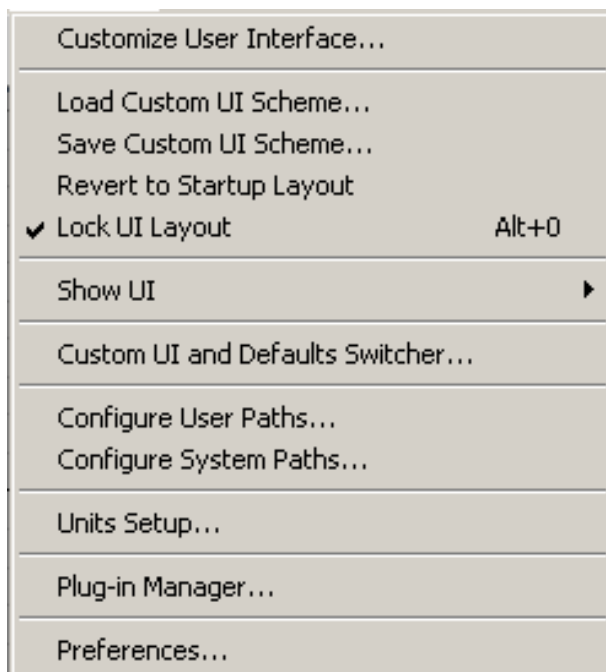 Customize User Interface...
Load Custom UI Scheme...
Save Custom UI Scheme...
Revert to Startup Layout
Lock UI Layout Alt+0
Show UI
Custom UI and Defaults Switcher...
Configure User Paths...
Configure System Paths...
Units Setup...
Plug-in Manager...
Preferences...